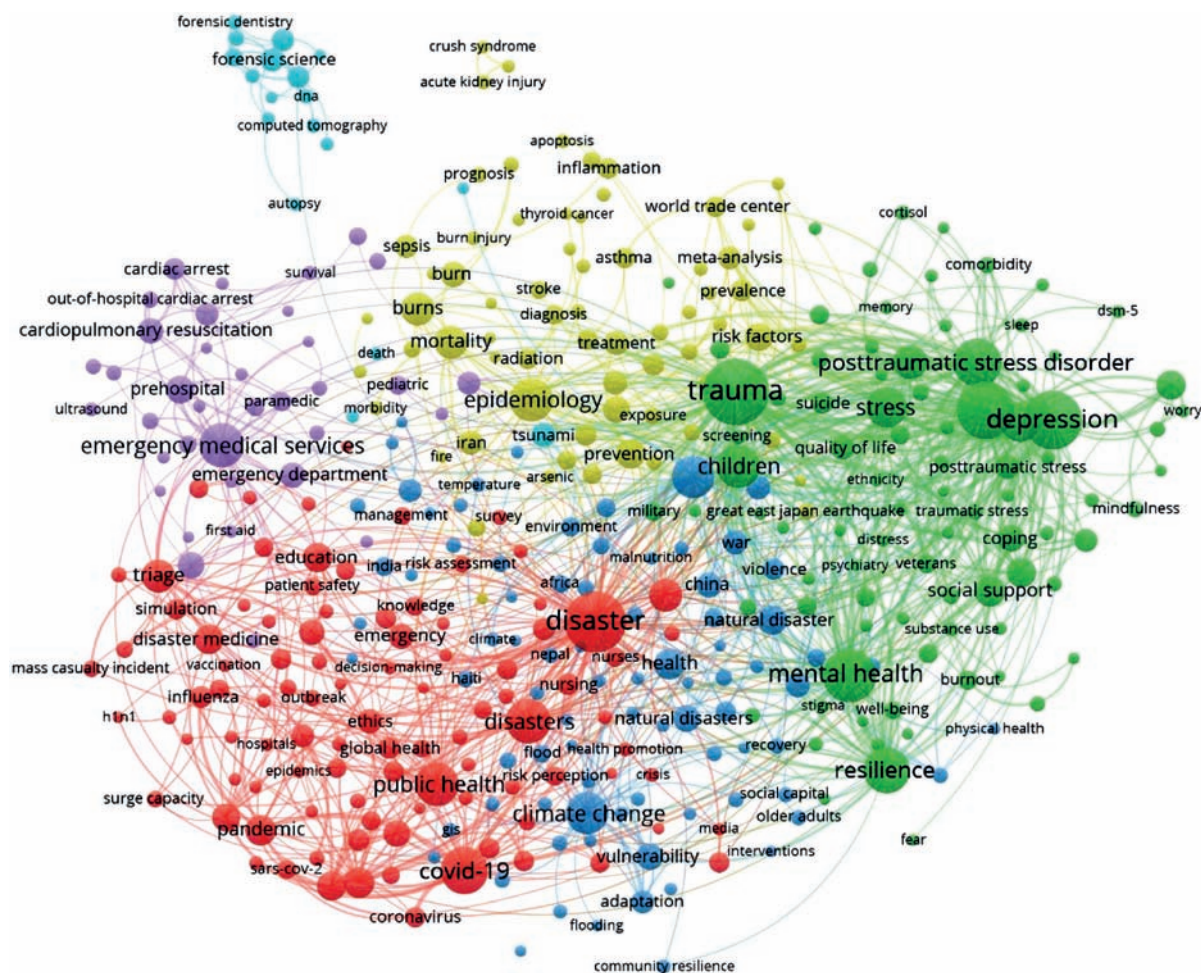 forensic dentistry
forensic science
dna
computed tomography
autopsy
crush syndrome
acute kidney injury
apoptosis
prognosis
inflammation
thyroid cancer
world trade center
cortisol
burn injury
sepsis
asthma
meta-analysis
comorbidity
cardiac arrest
survival
burn
out-of-hospital cardiac arrest
stroke
prevalence
memory
dsm-5
burns
diagnosis
cardiopulmonary resuscitation
mortality
treatment
risk factors
sleep
death
radiation
posttraumatic stress disorder
prehospital
pediatric
trauma
ultrasound
paramedic
epidemiology
suicide
stress
worry
morbidity
exposure
depression
emergency medical services
iran
tsunami
screening
fire
prevention
quality of life
emergency department
children
posttraumatic stress
temperature
arsenic
ethnicity
management
survey
military
great east japan earthquake
traumatic stress
mindfulness
first aid
environment
education
malnutrition
war
distress
coping
triage
patient safety
india
risk assessment
africa
china
violence
psychiatry
veterans
social support
simulation
knowledge
disaster
natural disaster
disaster medicine
emergency
climate
substance use
mass casualty incident
vaccination
decision-making
nepal
nurses
health
mental health
burnout
influenza
outbreak
haiti
nursing
stigma
well-being
h1n1
ethics
disasters
natural disasters
physical health
hospitals
global health
flood
health promotion
recovery
epidemics
public health
risk perception
crisis
resilience
surge capacity
social capital
pandemic
gis
climate change
older adults
media
fear
sars-cov-2
covid-19
vulnerability
interventions
coronavirus
adaptation
flooding
community resilience